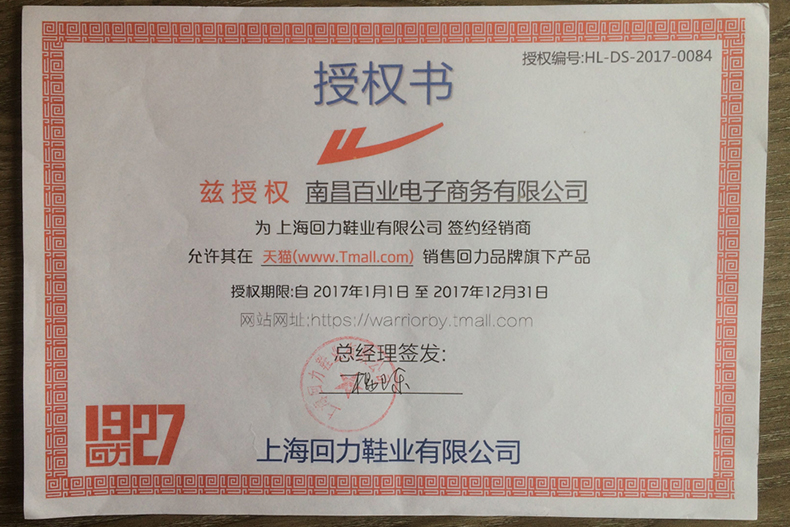 授权编号:HL-DS-2017-0084
授权书
兹授权 南昌百业电子商务有限公司
为 上海回力鞋业有限公司 签约经销商
允许其在 天猫(www.Tmall.com) 销售回力品牌旗下产品
授权期限:自 2017年1月1日 至 2017年12月31日
网站网址:https://warriorby.tmall.com
总经理签发:
1927
回力
上海回力鞋业有限公司